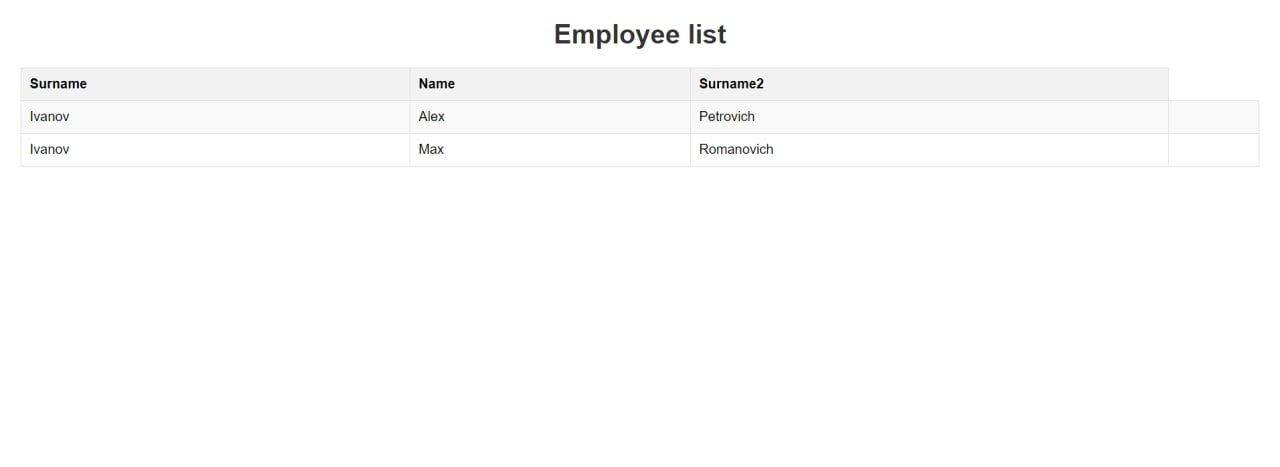 Employee list
Surname Name Surname2
Ivanov Alex Petrovich
Ivanov Max Romanovich